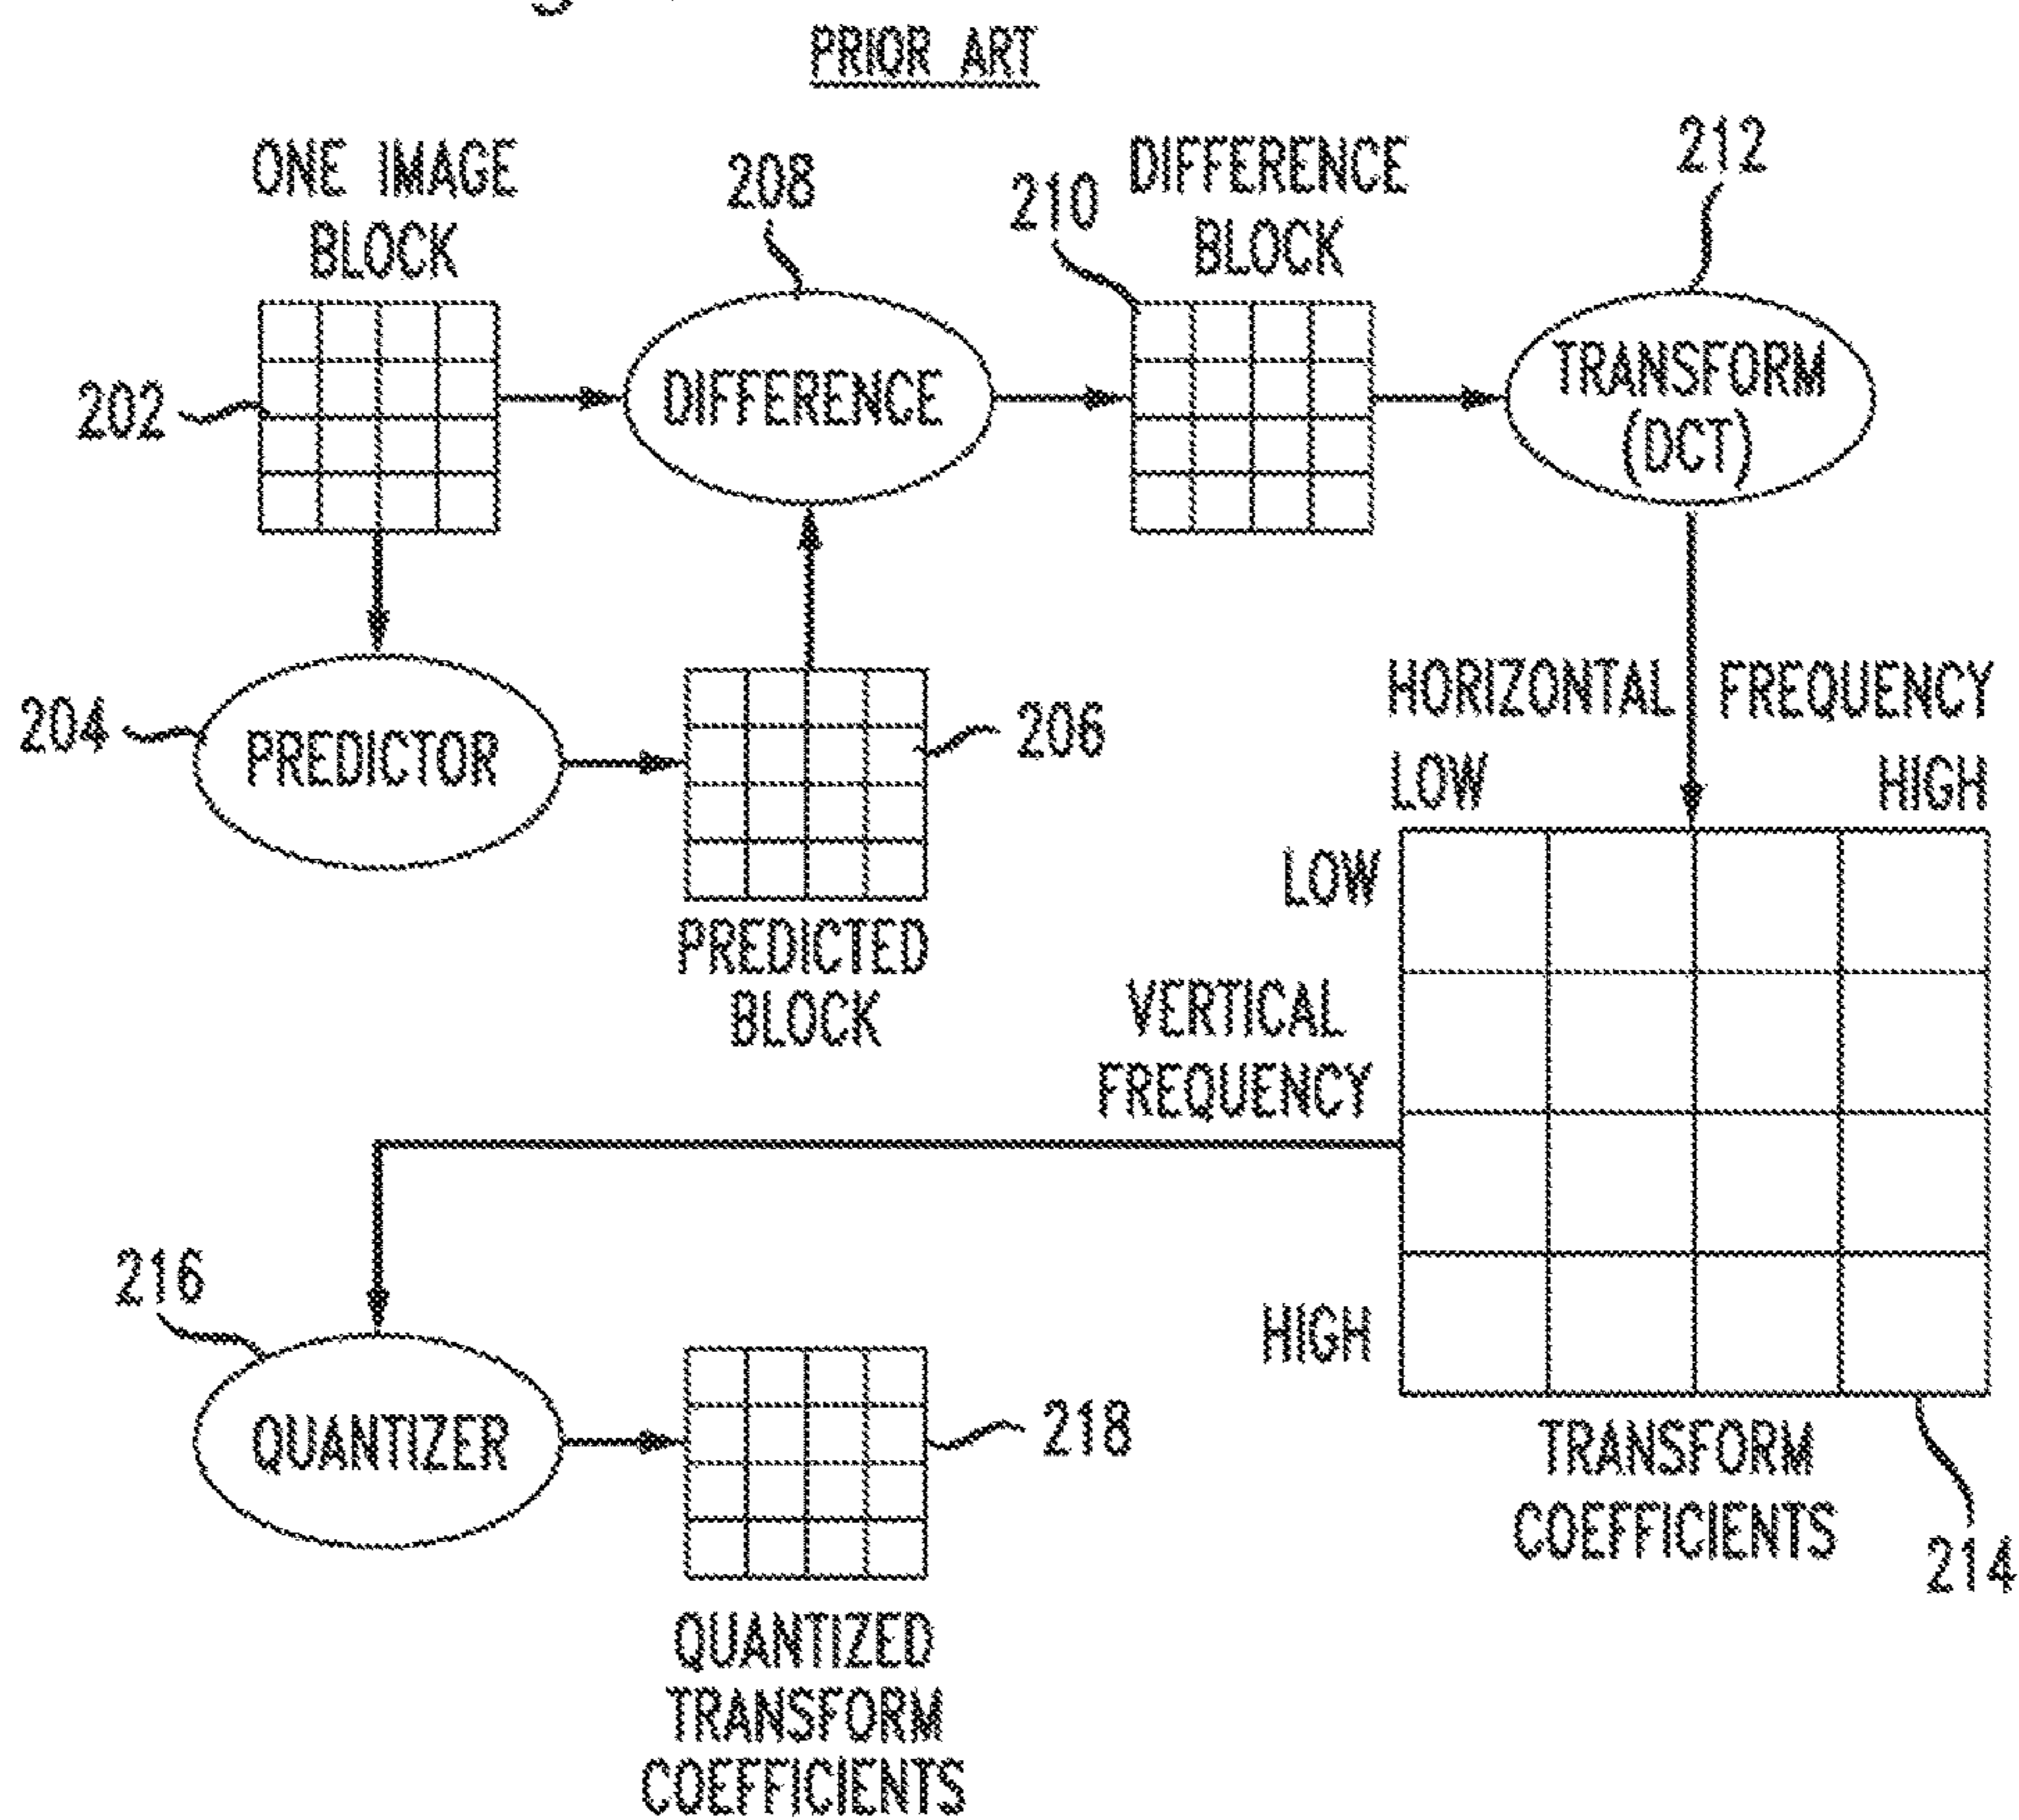 PRIOR ART
ONE IMAGE
BLOCK
208
210
DIFFERENCE
BLOCK
212
202
DIFFERENCE
TRANSFORM
(DCT)
204
PREDICTOR
206
PREDICTED
BLOCK
HORIZONTAL FREQUENCY
LOW HIGH
LOW
VERTICAL
FREQUENCY
HIGH
TRANSFORM
COEFFICIENTS
214
216
QUANTIZER
218
QUANTIZED
TRANSFORM
COEFFICIENTS